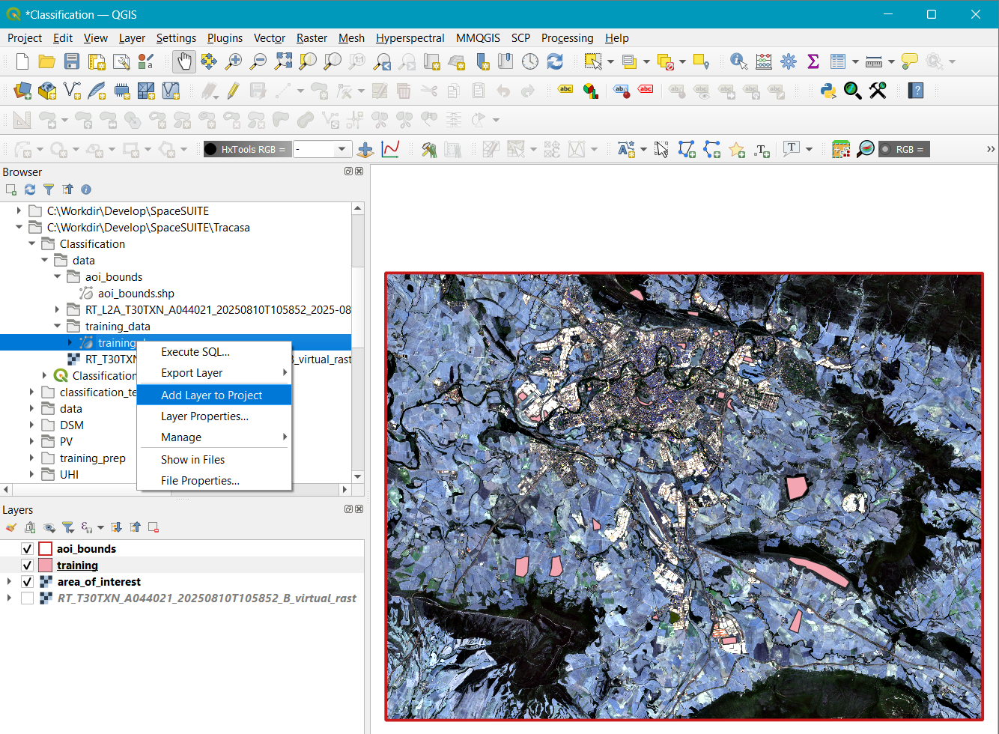 *Classification — QGIS
Project Edit View Layer Settings Plugins Vector Raster Mesh Hyperspectral MMQGIS SCP Processing Help
HxTools RGB = - RGB =
Browser
C:\Workdir\Develop\SpaceSUITE
C:\Workdir\Develop\SpaceSUITE\Tracasa
Classification
data
aoi_bounds
aoi_bounds.shp
RT_L2A_T30TXN_A044021_20250810T105852_2025-08
training_data
training
Execute SQL...
RT_T30TXN B_virtual_rast
Export Layer
Classification
classification_te
Add Layer to Project
data
Layer Properties...
DSM
Manage
PV
training_prep
Show in Files
UHI
File Properties...
Layers
aoi_bounds
training
area_of_interest
RT_T30TXN_A044021_20250810T105852_B_virtual_rast